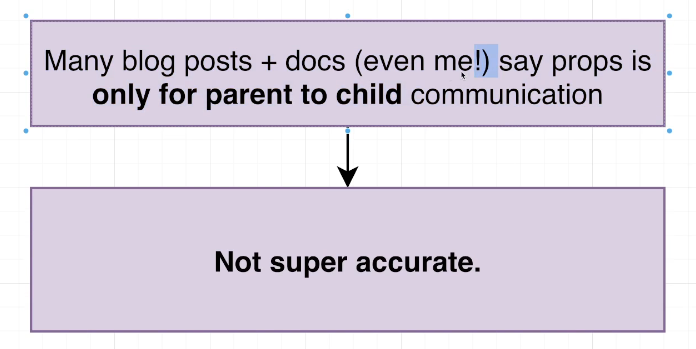 Many blog posts + docs (even me!) say props is
only for parent to child communication
Not super accurate.